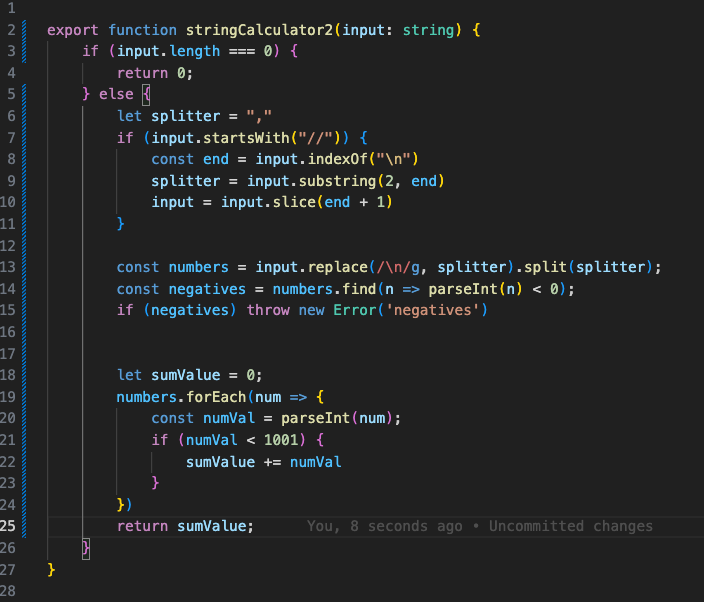 1
2 export function stringCalculator2(input: string) {
3     if (input.length === 0) {
4         return 0;
5     } else {
6         let splitter = ","
7         if (input.startsWith("//")) {
8             const end = input.indexOf("\n")
9             splitter = input.substring(2, end)
10             input = input.slice(end + 1)
11         }
12
13         const numbers = input.replace(/\n/g, splitter).split(splitter);
14         const negatives = numbers.find(n => parseInt(n) < 0);
15         if (negatives) throw new Error('negatives')
16
17
18         let sumValue = 0;
19         numbers.forEach(num => {
20             const numVal = parseInt(num);
21             if (numVal < 1001) {
22                 sumValue += numVal
23             }
24         })
25         return sumValue;      You, 8 seconds ago • Uncommitted changes
26     }
27 }
28